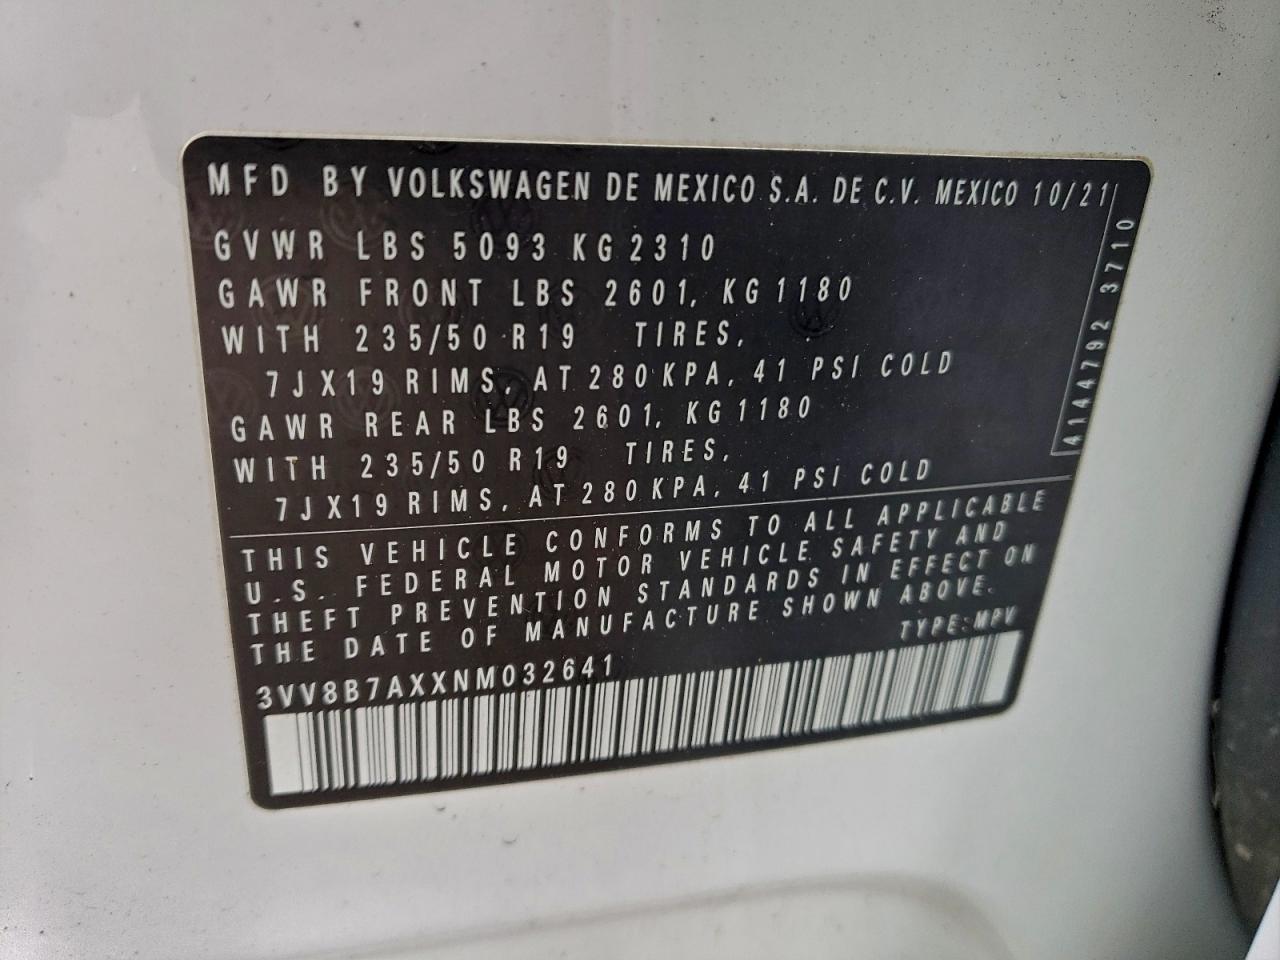 MFD BY VOLKSWAGEN DE MEXICO S.A. DE C.V. MEXICO 10/21
GVWR LBS 5093 KG 2310
GAWR FRONT LBS 2601, KG 1180
WITH 235/50 R19 TIRES,
7JX19 RIMS, AT 280 KPA, 41 PSI COLD
GAWR REAR LBS 2601, KG 1180
WITH 235/50 R19 TIRES,
7JX19 RIMS, AT 280 KPA, 41 PSI COLD
4144792 3710
THIS VEHICLE CONFORMS TO ALL APPLICABLE
U.S. FEDERAL MOTOR VEHICLE SAFETY AND
THEFT PREVENTION STANDARDS IN EFFECT ON
THE DATE OF MANUFACTURE SHOWN ABOVE.
TYPE:MPV
3VV8B7AXXNM032641